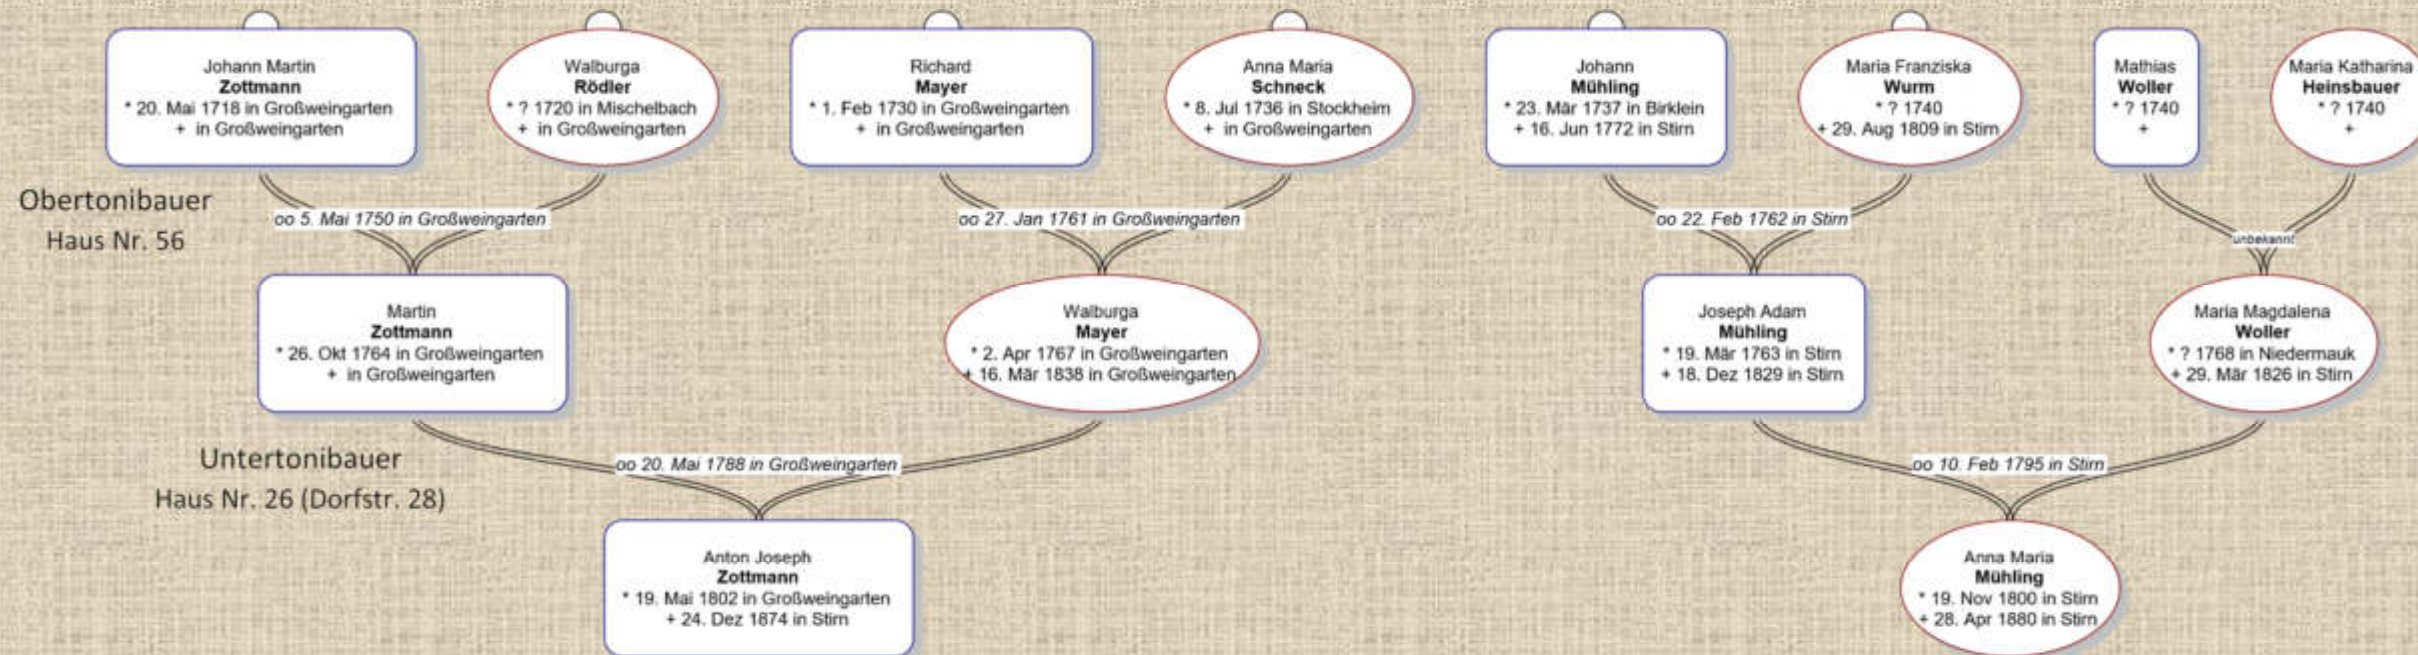 Johann Martin
Zottmann
* 20. Mai 1718 in Großweingarten
+ in Großweingarten
Walburga
Rödler
* ? 1720 in Mischelbach
+ in Großweingarten
Richard
Mayer
* 1. Feb 1730 in Großweingarten
+ in Großweingarten
Anna Maria
Schneck
* 8. Jul 1736 in Stockheim
+ in Großweingarten
Johann
Mühling
* 23. Mär 1737 in Birklein
+ 16. Jun 1772 in Stirn
Maria Franziska
Wurm
* ? 1740
+ 29. Aug 1809 in Stirn
Mathias
Woller
* ? 1740
+
Maria Katharina
Heinsbauer
* ? 1740
+
Obertonibauer
Haus Nr. 56
oo 5. Mai 1750 in Großweingarten
oo 27. Jan 1761 in Großweingarten
oo 22. Feb 1762 in Stirn
unbekannt
Martin
Zottmann
* 26. Okt 1764 in Großweingarten
+ in Großweingarten
Walburga
Mayer
* 2. Apr 1767 in Großweingarten
+ 16. Mär 1838 in Großweingarten
Joseph Adam
Mühling
* 19. Mär 1763 in Stirn
+ 18. Dez 1829 in Stirn
Maria Magdalena
Woller
* ? 1768 in Niedermauk
+ 29. Mär 1826 in Stirn
Untertonibauer
Haus Nr. 26 (Dorfstr. 28)
oo 20. Mai 1788 in Großweingarten
oo 10. Feb 1795 in Stirn
Anton Joseph
Zottmann
* 19. Mai 1802 in Großweingarten
+ 24. Dez 1874 in Stirn
Anna Maria
Mühling
* 19. Nov 1800 in Stirn
+ 28. Apr 1880 in Stirn